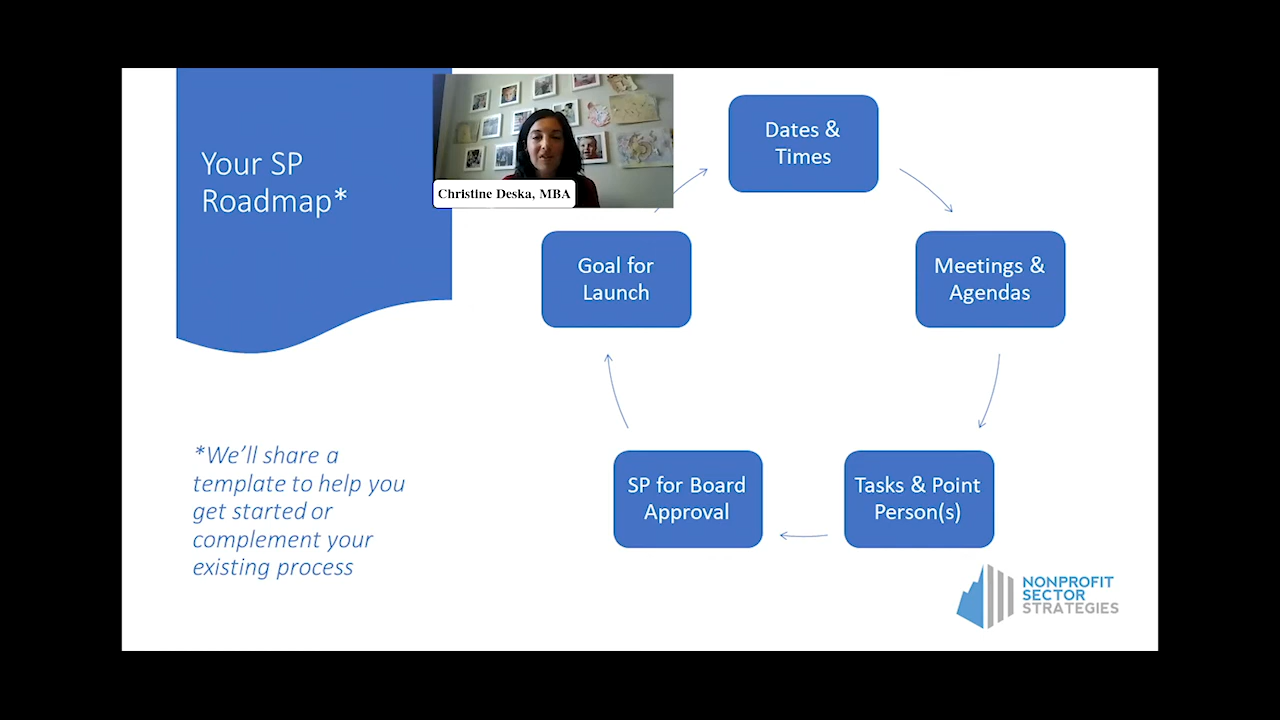 Your SP
Roadmap*
Christine Deska, MBA
Dates &
Times
Meetings &
Agendas
Tasks & Point
Person(s)
SP for Board
Approval
Goal for
Launch
*We'll share a
template to help you
get started or
complement your
existing process
NONPROFIT
SECTOR
STRATEGIES